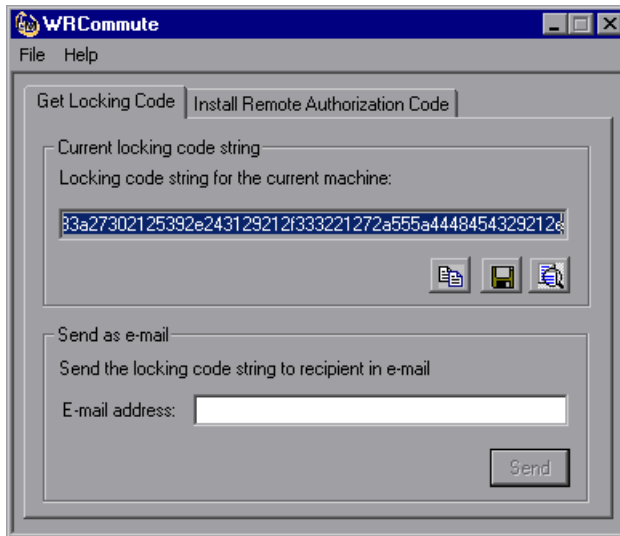 WRCommute
File Help
Get Locking Code Install Remote Authorization Code
Current locking code string
Locking code string for the current machine:
33a27302125392e243129212f333221272a555a4448454329212e
Send as e-mail
Send the locking code string to recipient in e-mail
E-mail address:
Send